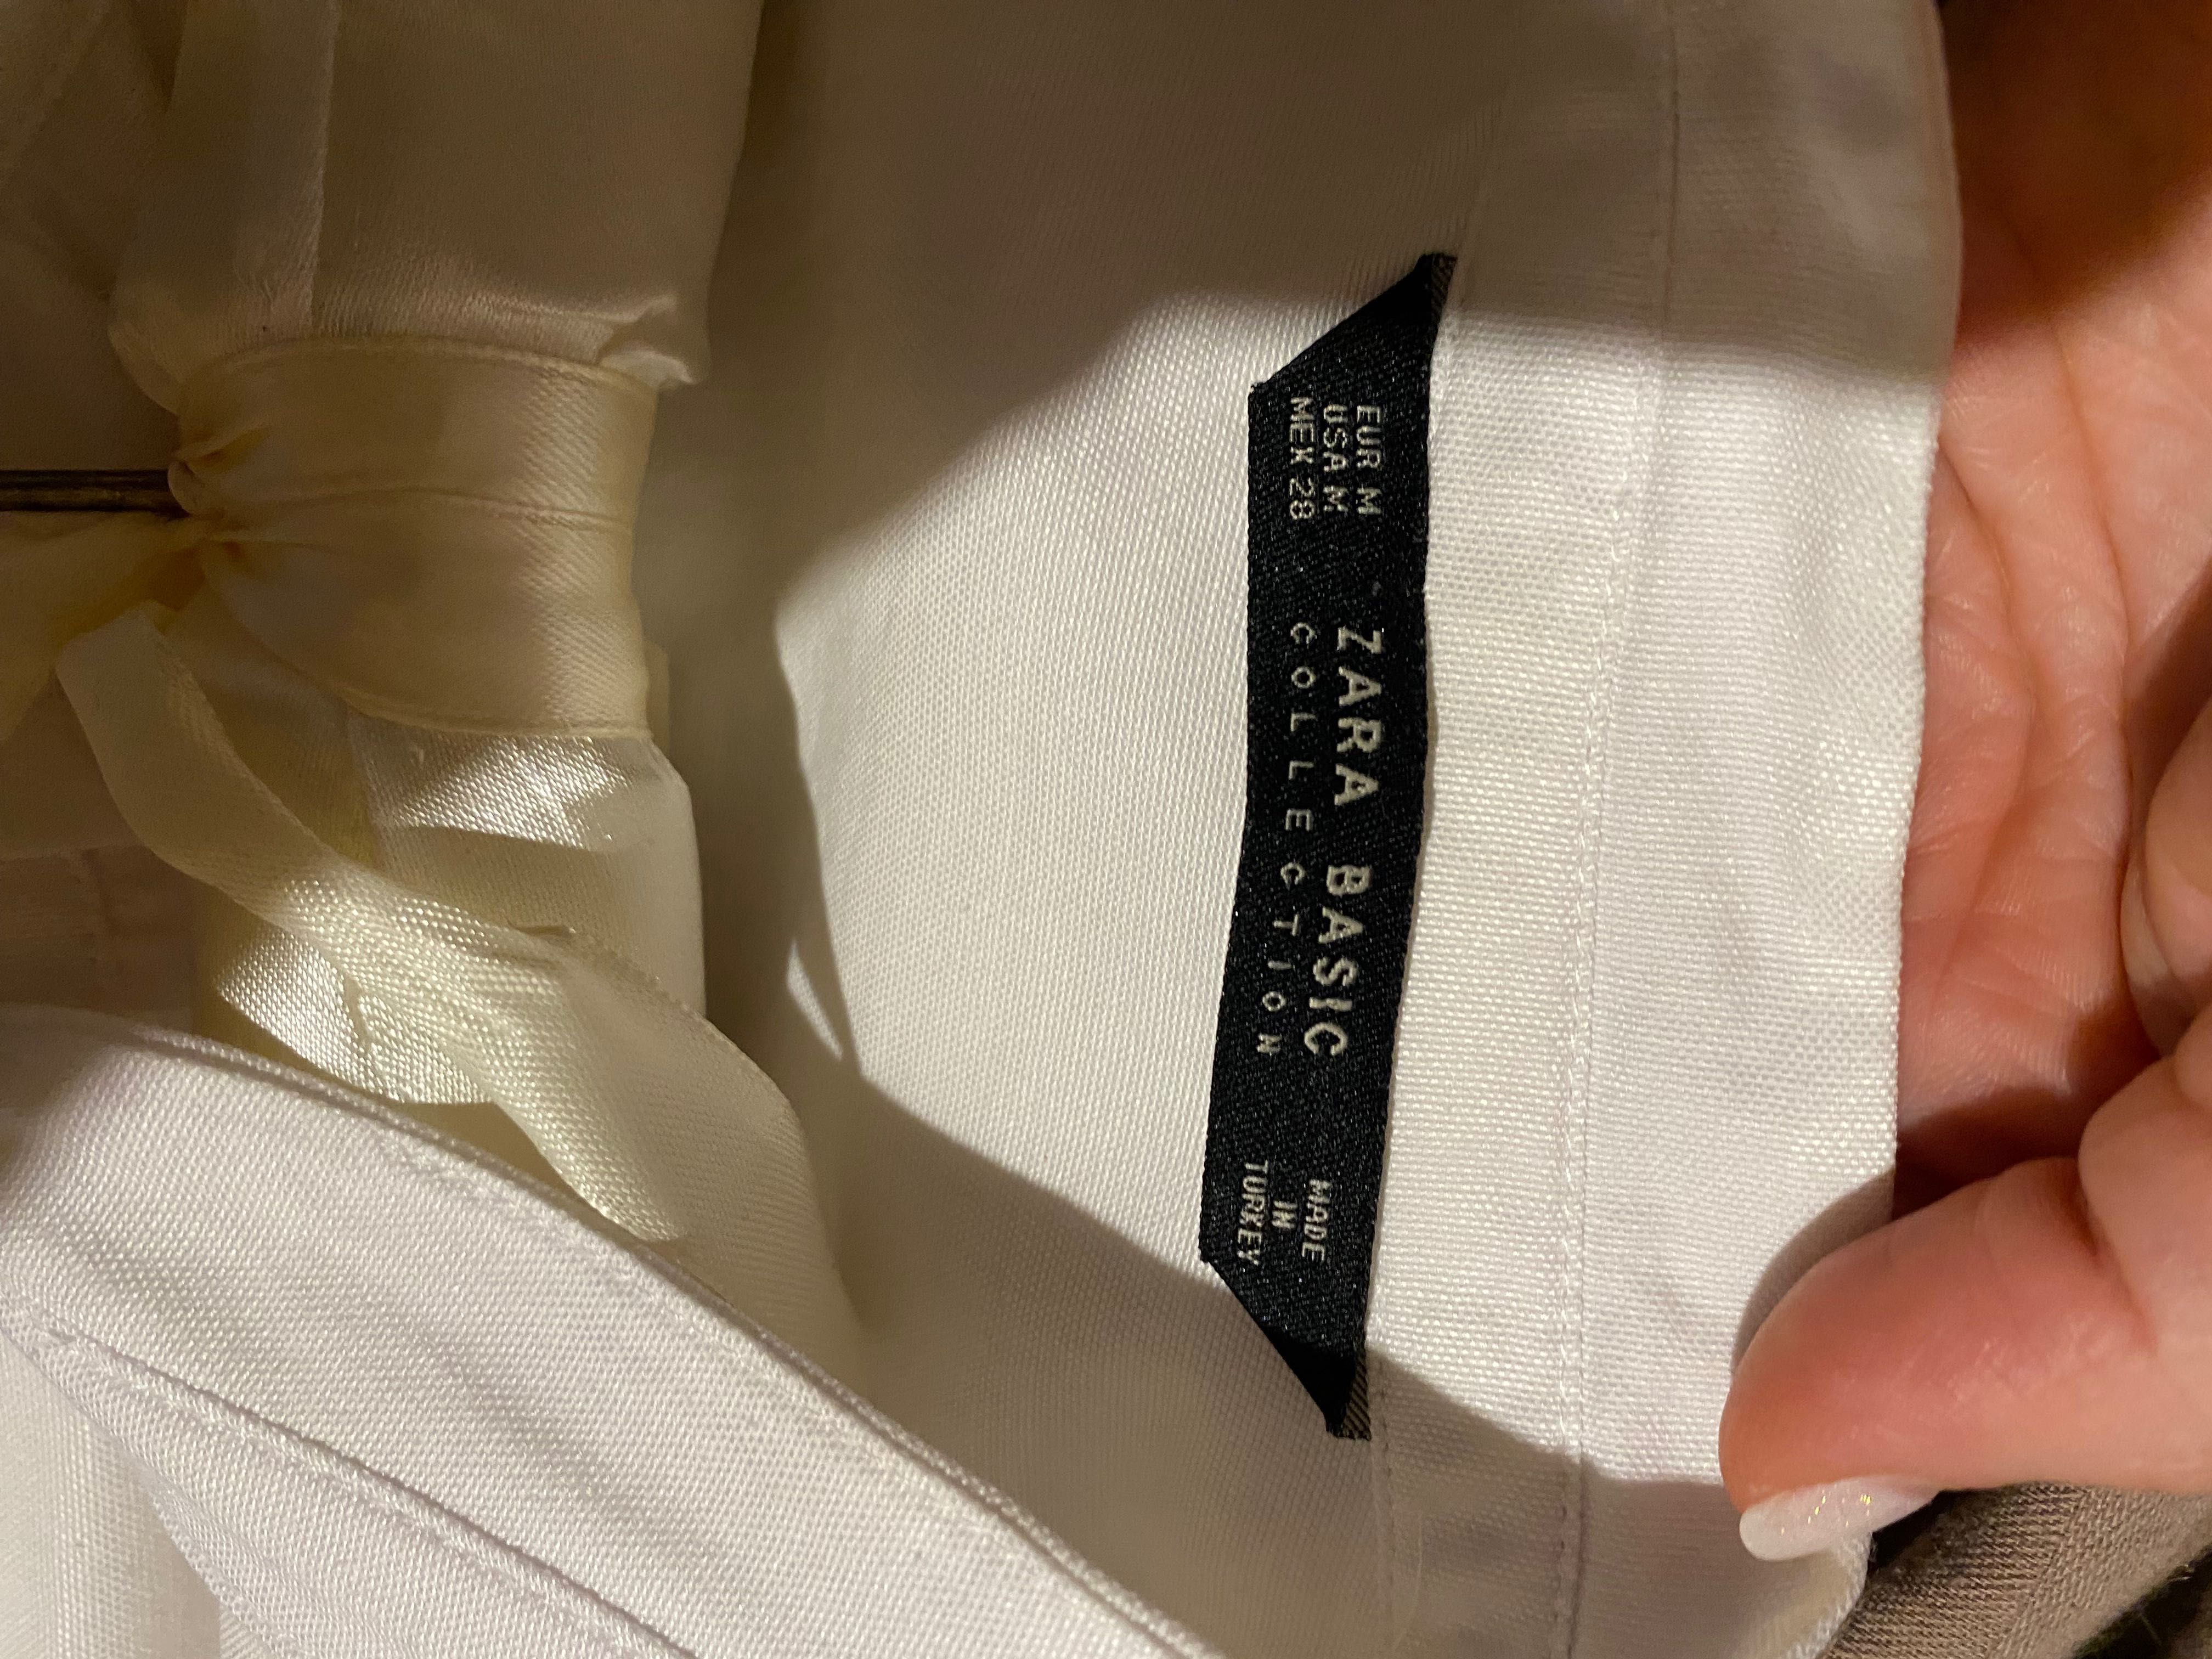 EUR M
USA M
MEX 28
ZARA BASIC
COLLECTION
MADE
IN
TURKEY